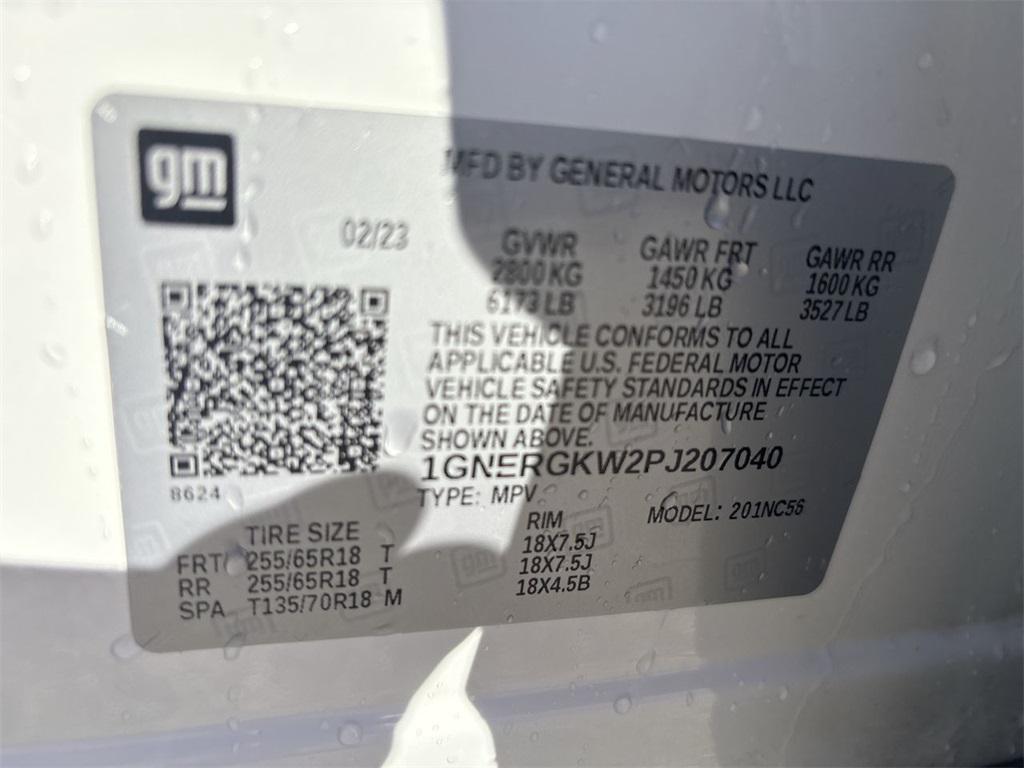 gm
MFD BY GENERAL MOTORS LLC
02/23
GVWR GAWR FRT GAWR RR
2800 KG 1450 KG 1600 KG
6173 LB 3196 LB 3527 LB
THIS VEHICLE CONFORMS TO ALL
APPLICABLE U.S. FEDERAL MOTOR
VEHICLE SAFETY STANDARDS IN EFFECT
ON THE DATE OF MANUFACTURE
SHOWN ABOVE.
1GNERGKW2PJ207040
8624
TYPE: MPV
MODEL: 201NC56
TIRE SIZE RIM
FRT 255/65R18 T 18X7.5J
RR 255/65R18 T 18X7.5J
SPA T135/70R18 M 18X4.5B